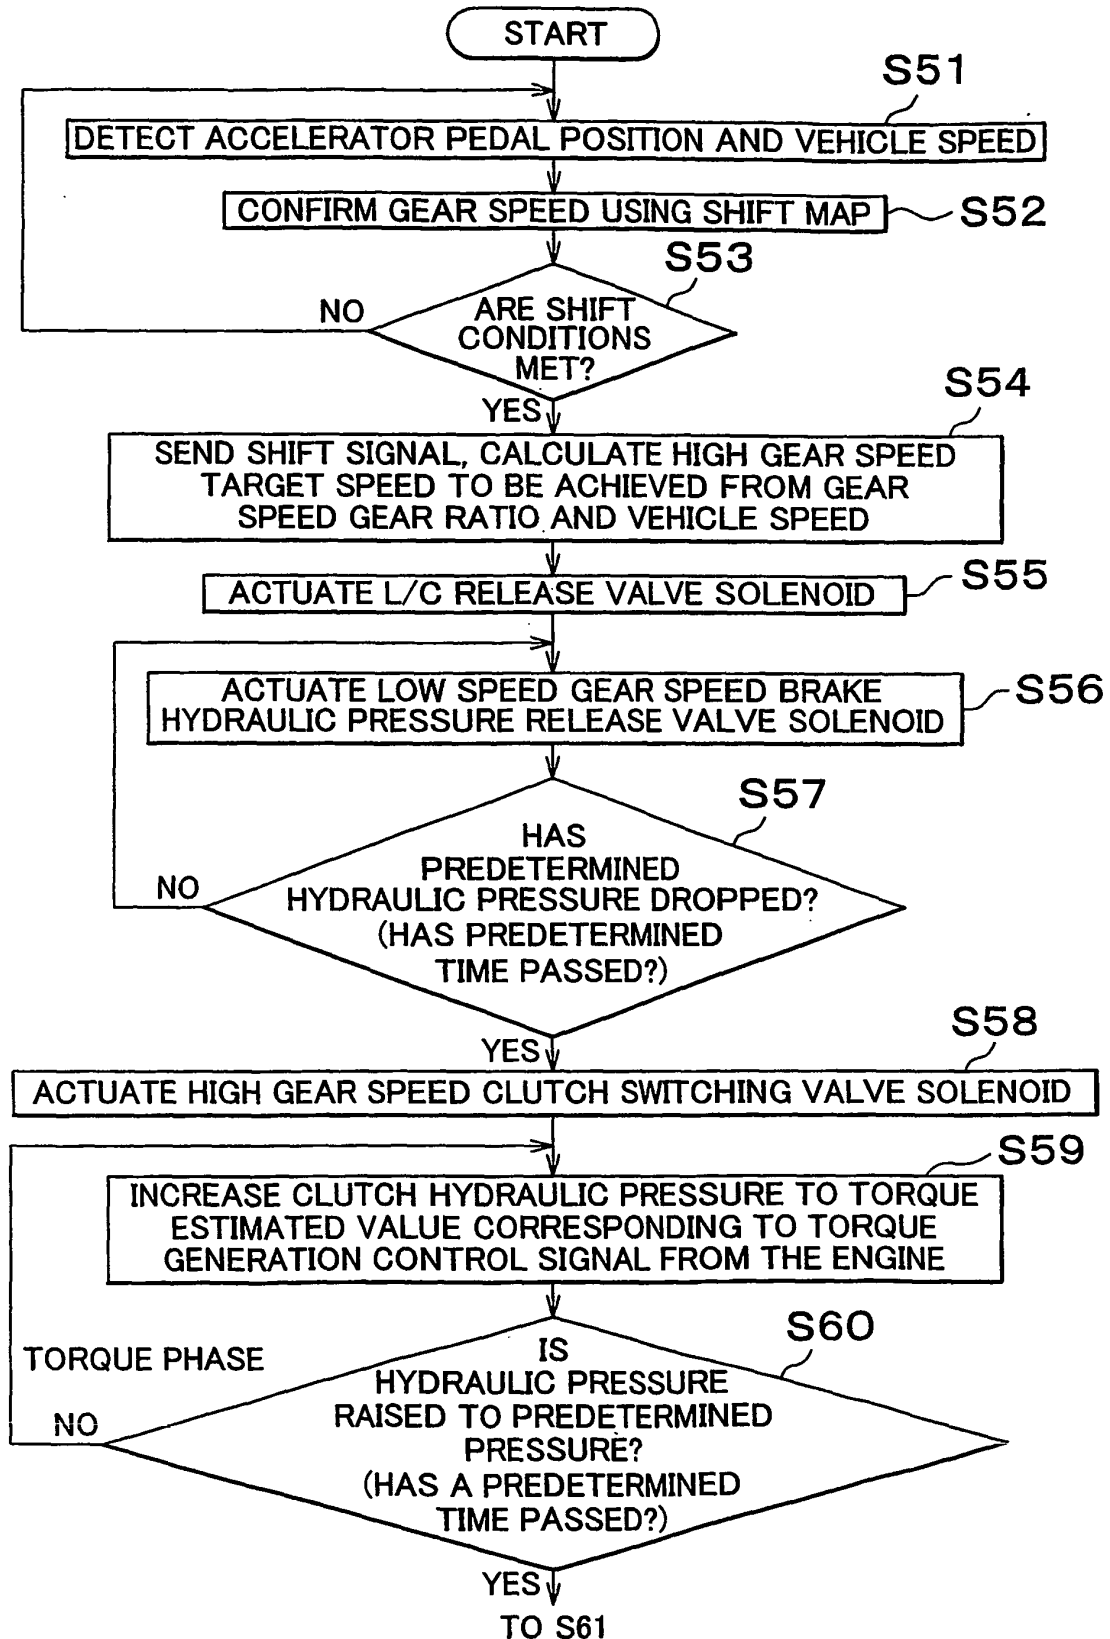 START
S51
DETECT ACCELERATOR PEDAL POSITION AND VEHICLE SPEED
CONFIRM GEAR SPEED USING SHIFT MAP
S52
S53
NO
ARE SHIFT
CONDITIONS
MET?
YES
S54
SEND SHIFT SIGNAL, CALCULATE HIGH GEAR SPEED
TARGET SPEED TO BE ACHIEVED FROM GEAR
SPEED GEAR RATIO AND VEHICLE SPEED
S55
ACTUATE L/C RELEASE VALVE SOLENOID
S56
ACTUATE LOW SPEED GEAR SPEED BRAKE
HYDRAULIC PRESSURE RELEASE VALVE SOLENOID
S57
NO
HAS
PREDETERMINED
HYDRAULIC PRESSURE DROPPED?
(HAS PREDETERMINED
TIME PASSED?)
YES
S58
ACTUATE HIGH GEAR SPEED CLUTCH SWITCHING VALVE SOLENOID
S59
INCREASE CLUTCH HYDRAULIC PRESSURE TO TORQUE
ESTIMATED VALUE CORRESPONDING TO TORQUE
GENERATION CONTROL SIGNAL FROM THE ENGINE
S60
TORQUE PHASE
NO
IS
HYDRAULIC PRESSURE
RAISED TO PREDETERMINED
PRESSURE?
(HAS A PREDETERMINED
TIME PASSED?)
YES
TO S61